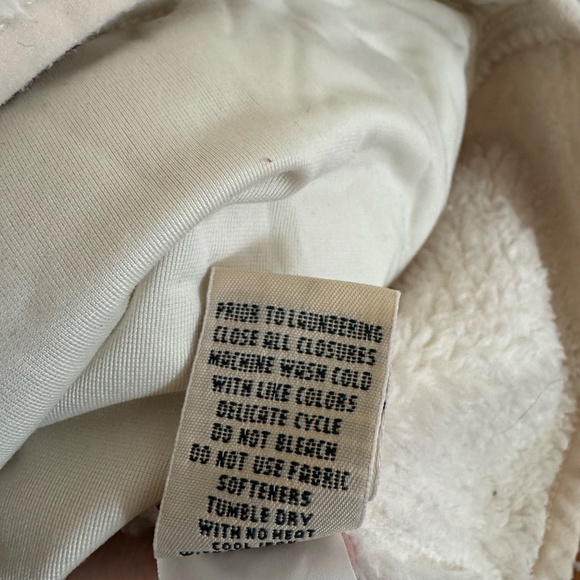 PRIOR TO LAUNDERING
CLOSE ALL CLOSURES
MACHINE WASH COLD
WITH LIKE COLORS
DELICATE CYCLE
DO NOT BLEACH
DO NOT USE FABRIC
SOFTENERS
TUMBLE DRY
WITH NO HEAT
COOL